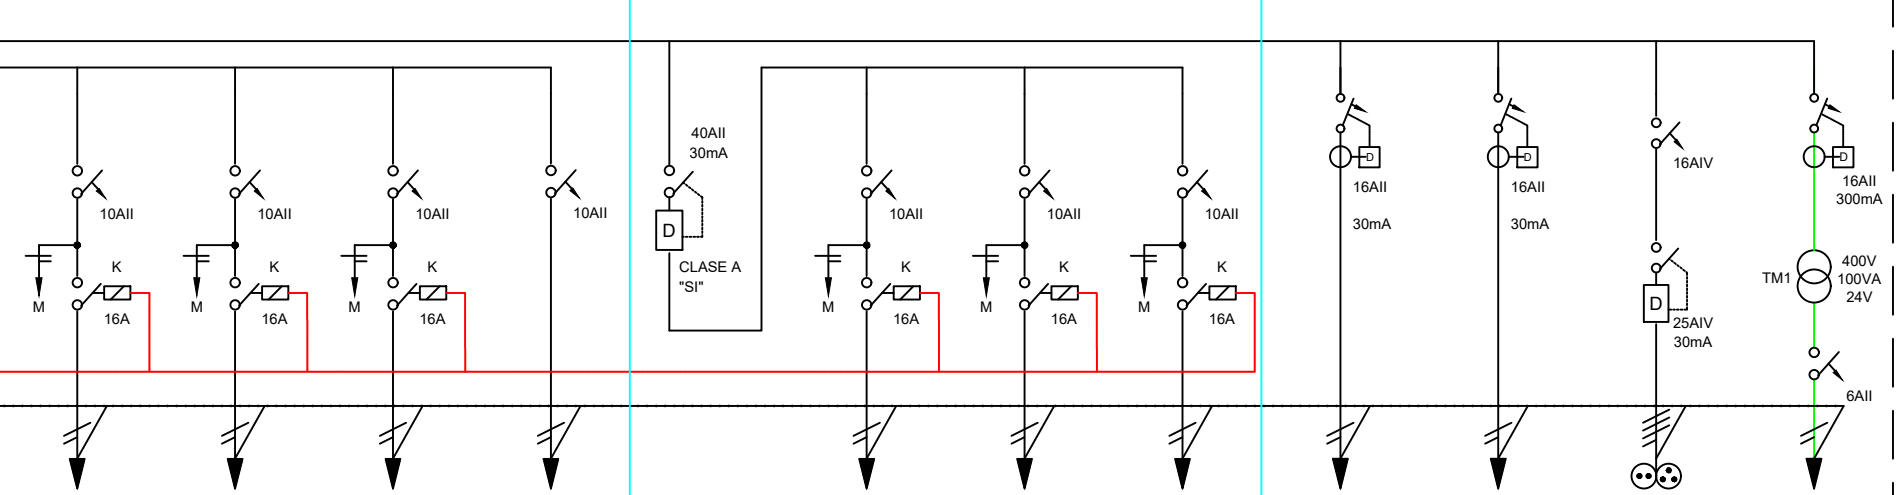 40AII
30mA
D
CLASE A
"SI"
10AII
10AII
10AII
10AII
10AII
10AII
10AII
K
K
K
K
K
K
M
M
M
M
M
M
16A
16A
16A
16A
16A
16A
D
16AII
30mA
D
16AII
30mA
16AIV
D
25AIV
30mA
D
16AII
300mA
TM1
400V
100VA
24V
6AII